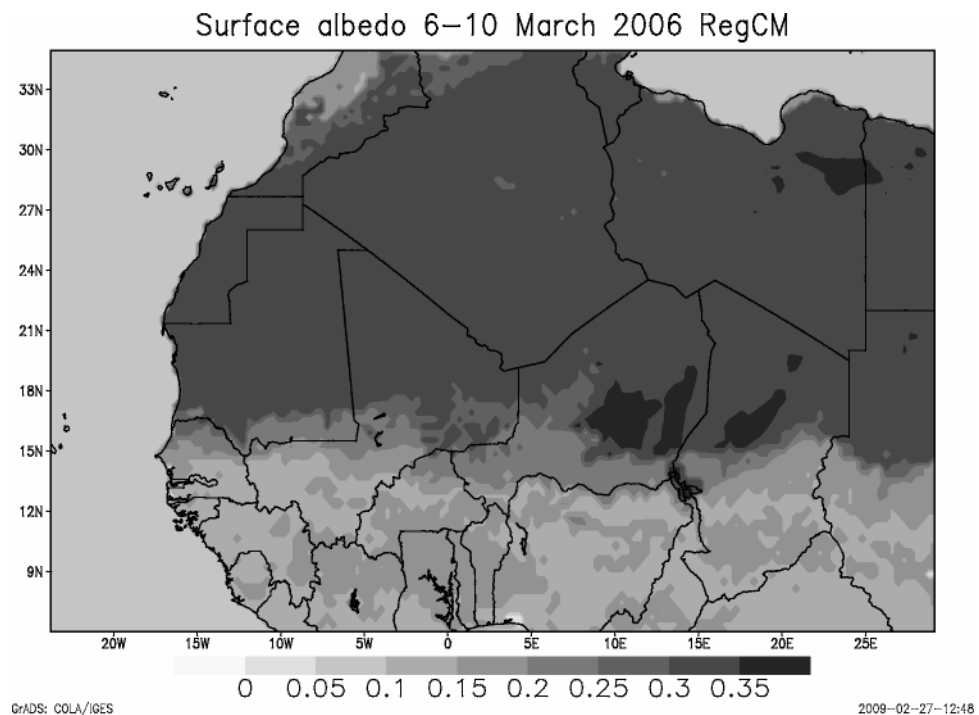 Surface albedo 6-10 March 2006 RegCM
33N
30N
27N
24N
21N
18N
15N
12N
9N
20W 15W 10W 5W 0 5E 10E 15E 20E 25E
0 0.05 0.1 0.15 0.2 0.25 0.3 0.35
GrADS: COLA/IGES 2009-02-27-12:48